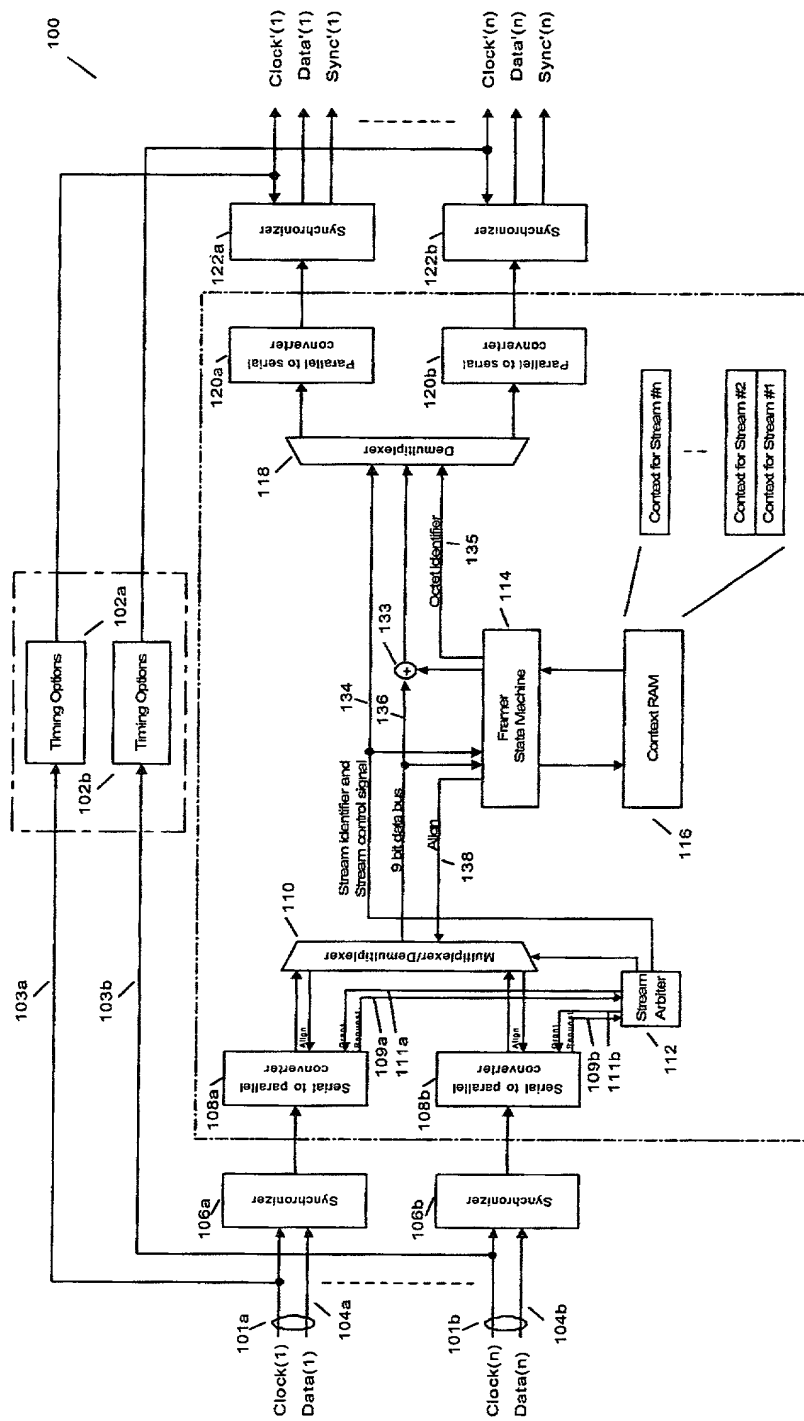 100
103a
103b
Timing Options
102a
Timing Options
102b
101a
Clock(1)
Data(1)
104a
101b
Clock(n)
Data(n)
104b
106a
Synchronizer
106b
Synchronizer
108a
Serial to parallel
converter
108b
Serial to parallel
converter
Align
Grant
Request
109a
111a
Align
Grant
Request
109b
111b
110
Multiplexer/Demultiplexer
Stream
Arbiter
112
Stream identifier and
Stream control signal
134
9 bit data bus
136
Align
138
133
Octet identifier
135
Framer
State Machine
114
Context RAM
116
118
Demultiplexer
120a
Parallel to serial
converter
120b
Parallel to serial
converter
122a
Synchronizer
122b
Synchronizer
Clock'(1)
Data'(1)
Sync'(1)
Clock'(n)
Data'(n)
Sync'(n)
Context for Stream #n
Context for Stream #2
Context for Stream #1